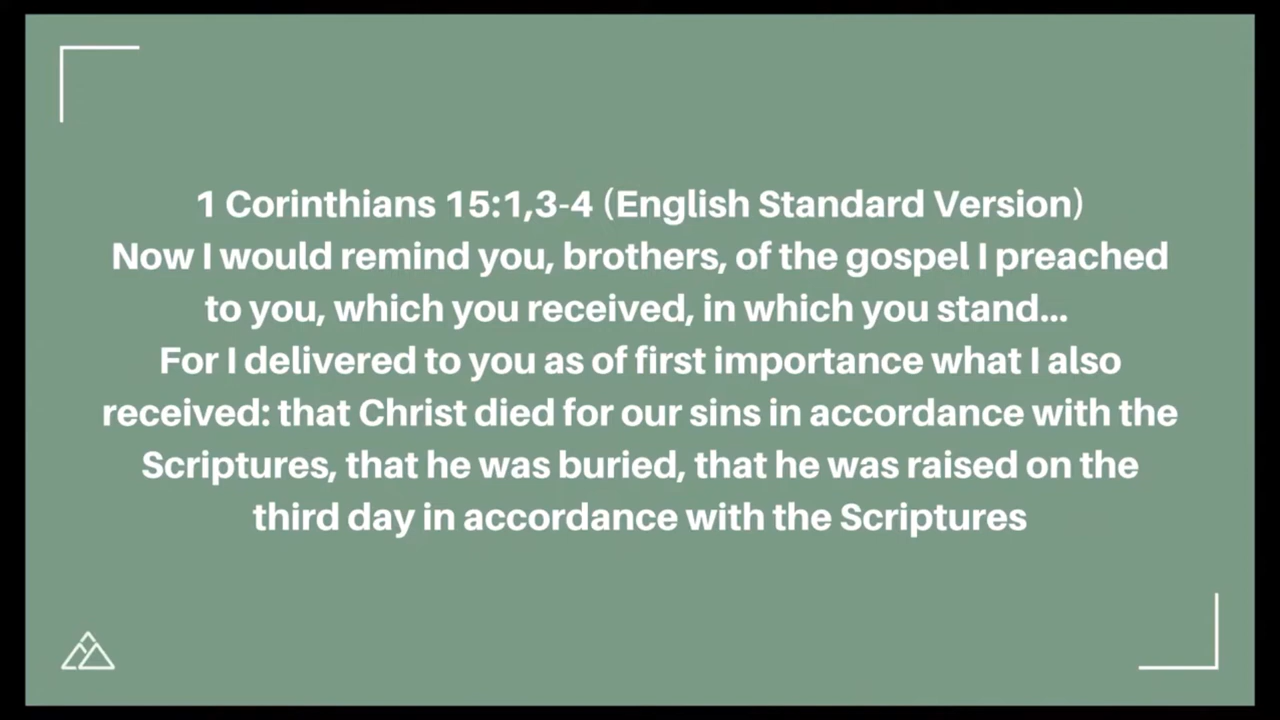 1 Corinthians 15:1,3-4 (English Standard Version)
Now I would remind you, brothers, of the gospel I preached
to you, which you received, in which you stand...
For I delivered to you as of first importance what I also
received: that Christ died for our sins in accordance with the
Scriptures, that he was buried, that he was raised on the
third day in accordance with the Scriptures